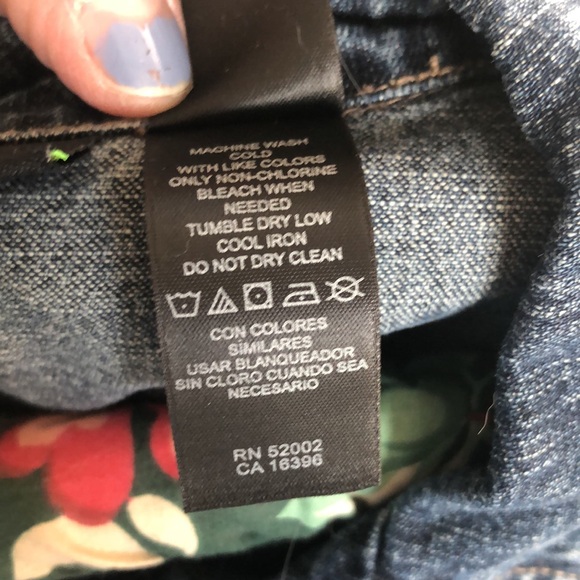 MACHINE WASH
COLD
WITH LIKE COLORS
ONLY NON-CHLORINE
BLEACH WHEN
NEEDED
TUMBLE DRY LOW
COOL IRON
DO NOT DRY CLEAN
CON COLORES
SIMILARES
USAR BLANQUEADOR
SIN CLORO CUANDO SEA
NECESARIO
RN 52002
CA 16396